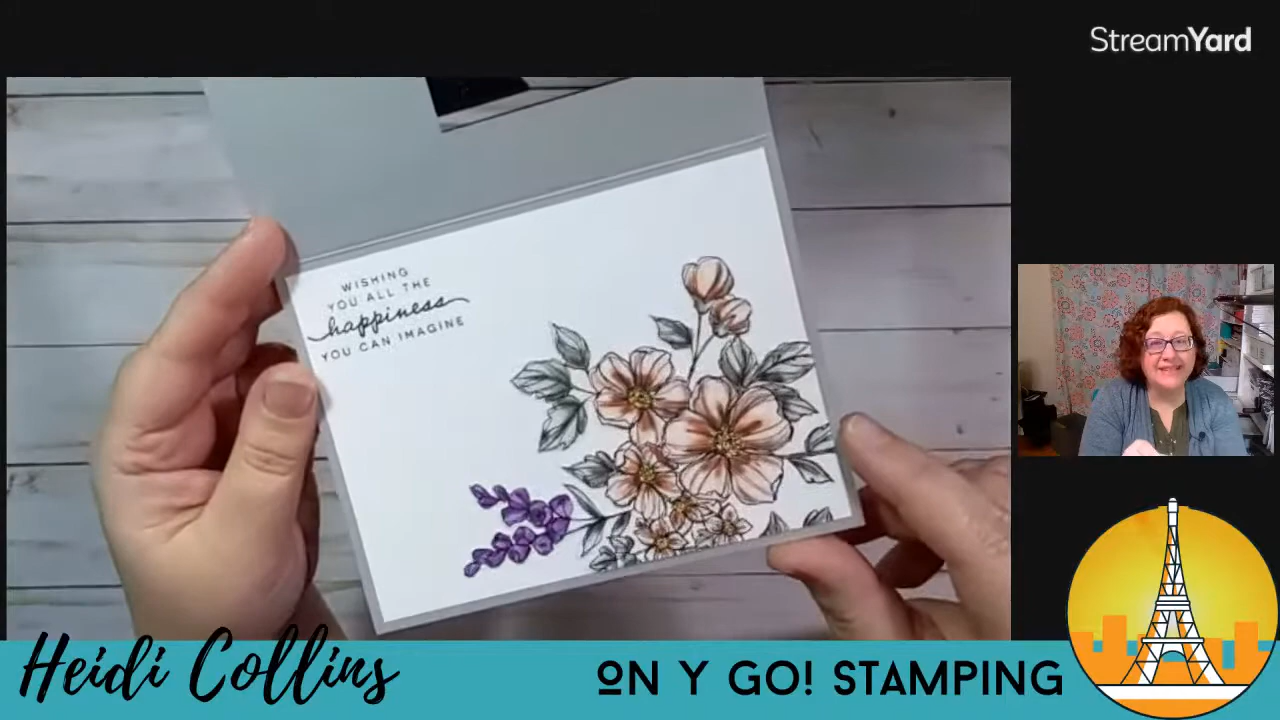 StreamYard
WISHING
YOU ALL THE
happiness
YOU CAN IMAGINE
Heidi Collins
ON Y GO! STAMPING